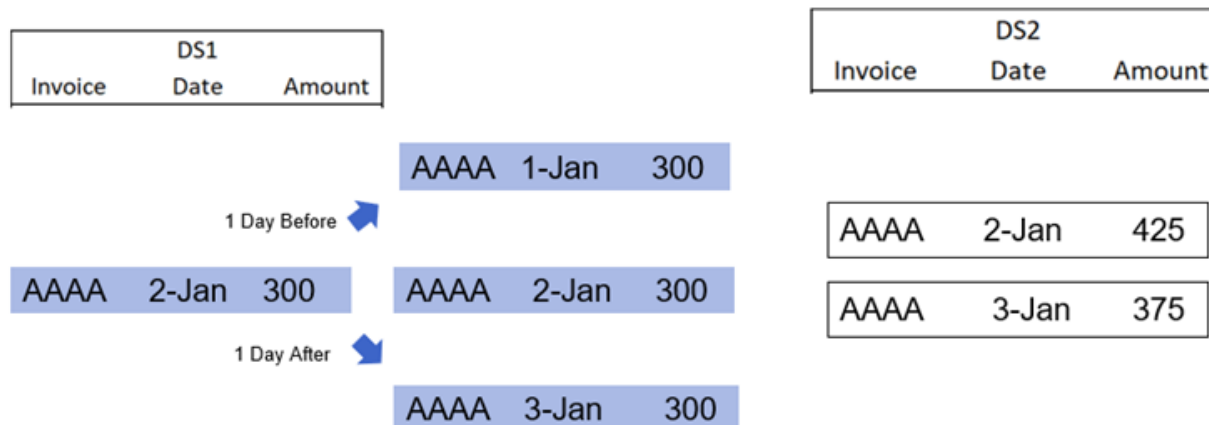 DS1
Invoice Date Amount
DS2
Invoice Date Amount
AAAA 1-Jan 300
1 Day Before
AAAA 2-Jan 425
AAAA 2-Jan 300
AAAA 2-Jan 300
AAAA 3-Jan 375
1 Day After
AAAA 3-Jan 300